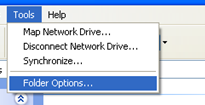 Tools Help
Map Network Drive...
Disconnect Network Drive...
Synchronize...
Folder Options...